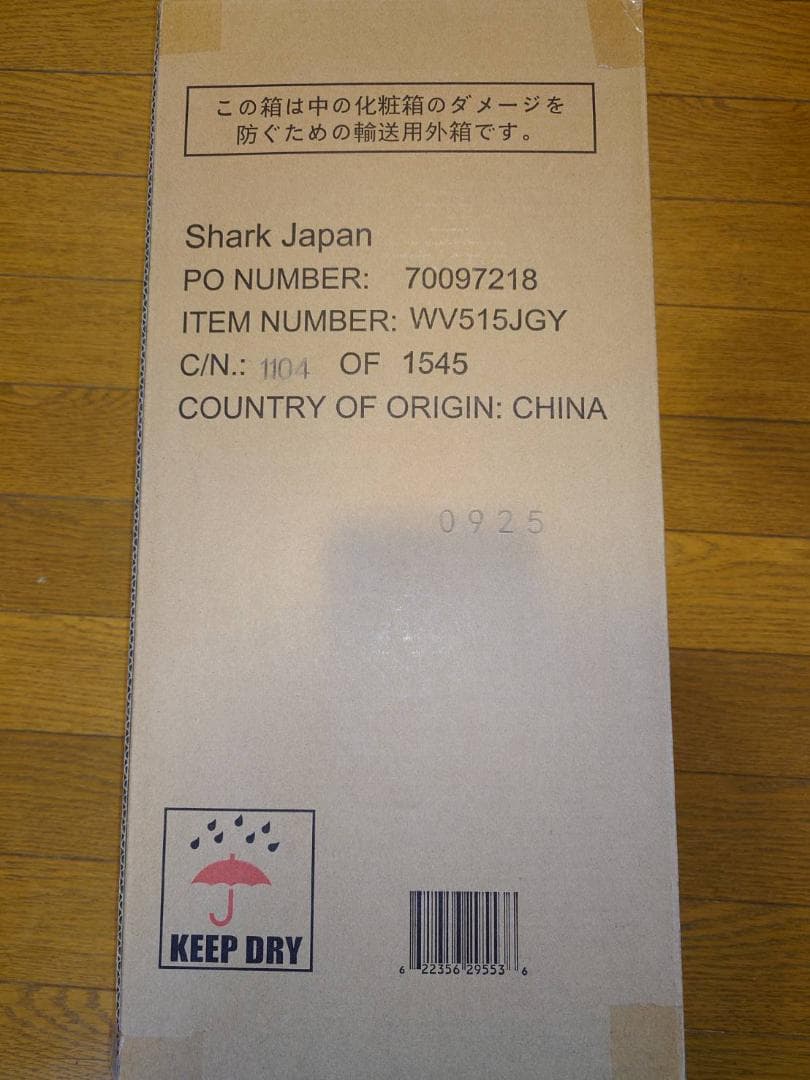 この箱は中の化粧箱のダメージを
防ぐための輸送用外箱です。
Shark Japan
PO NUMBER: 70097218
ITEM NUMBER: WV515JGY
C/N.: 1104 OF 1545
COUNTRY OF ORIGIN: CHINA
0925
KEEP DRY
6 22356 29553 6